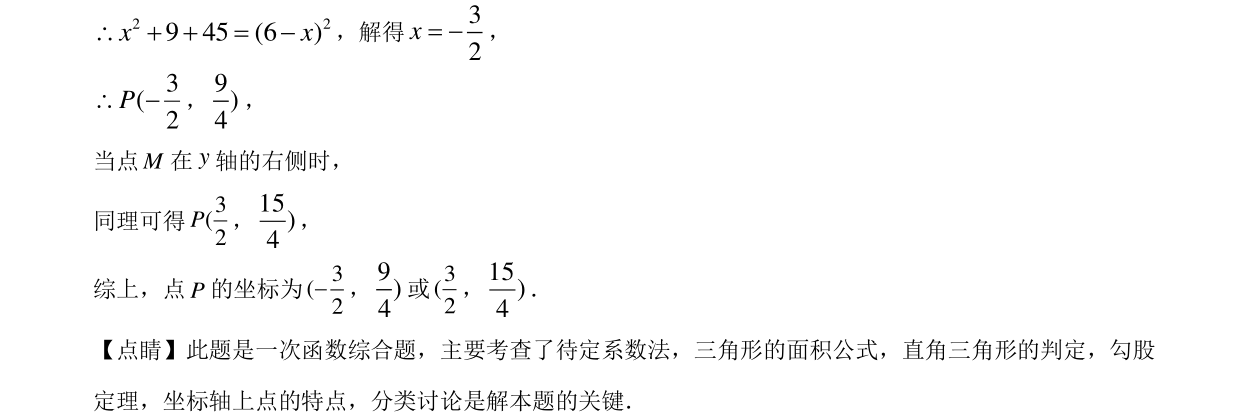 ∴x²+9+45=(6−x)²，解得x=−3/2，
∴P(−3/2，9/4)，
当点M在y轴的右侧时，
同理可得P(3/2，15/4)，
综上，点P的坐标为(−3/2，9/4)或(3/2，15/4)．
【点睛】此题是一次函数综合题，主要考查了待定系数法，三角形的面积公式，直角三角形的判定，勾股
定理，坐标轴上点的特点，分类讨论是解本题的关键．